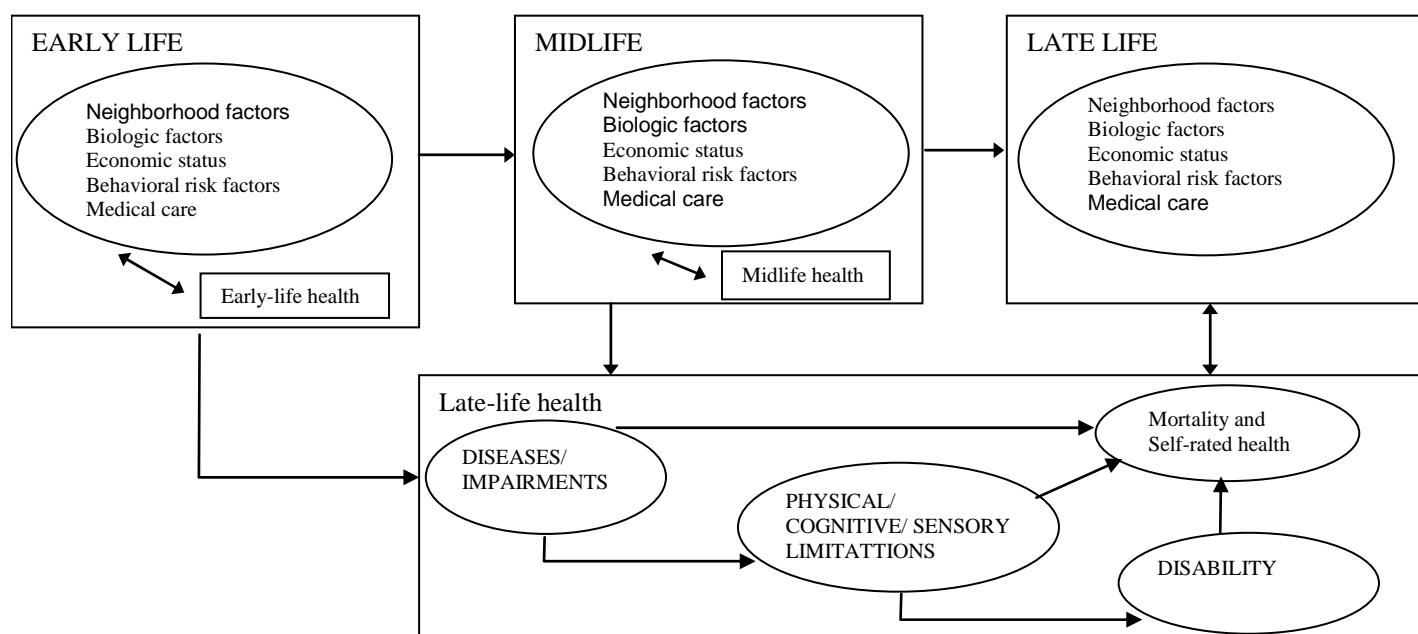 EARLY LIFE
Neighborhood factors
Biologic factors
Economic status
Behavioral risk factors
Medical care
Early-life health
MIDLIFE
Neighborhood factors
Biologic factors
Economic status
Behavioral risk factors
Medical care
Midlife health
LATE LIFE
Neighborhood factors
Biologic factors
Economic status
Behavioral risk factors
Medical care
Late-life health
DISEASES/
IMPAIRMENTS
PHYSICAL/
COGNITIVE/ SENSORY
LIMITATTIONS
Mortality and
Self-rated health
DISABILITY